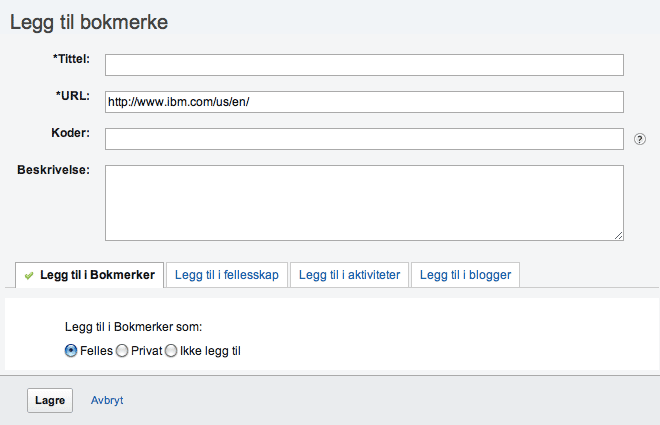 Legg til bokmerke
*Tittel:
*URL: http://www.ibm.com/us/en/
Koder: ?
Beskrivelse:
Legg til i Bokmerker Legg til i fellesskap Legg til i aktiviteter Legg til i blogger
Legg til i Bokmerker som:
Felles Privat Ikke legg til
Lagre Avbryt